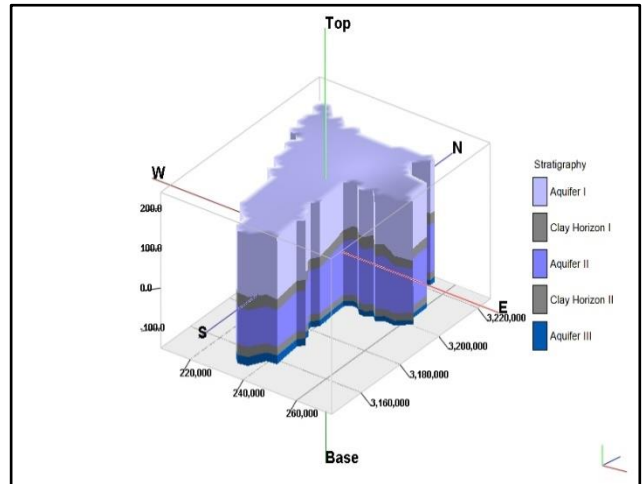 Top
N
W
Stratigraphy
Aquifer I
Clay Horizon I
Aquifer II
Clay Horizon II
Aquifer III
200.0
100.0
0.0
-100.0
S
E
220,000
240,000
260,000
3,160,000
3,180,000
3,200,000
3,220,000
Base